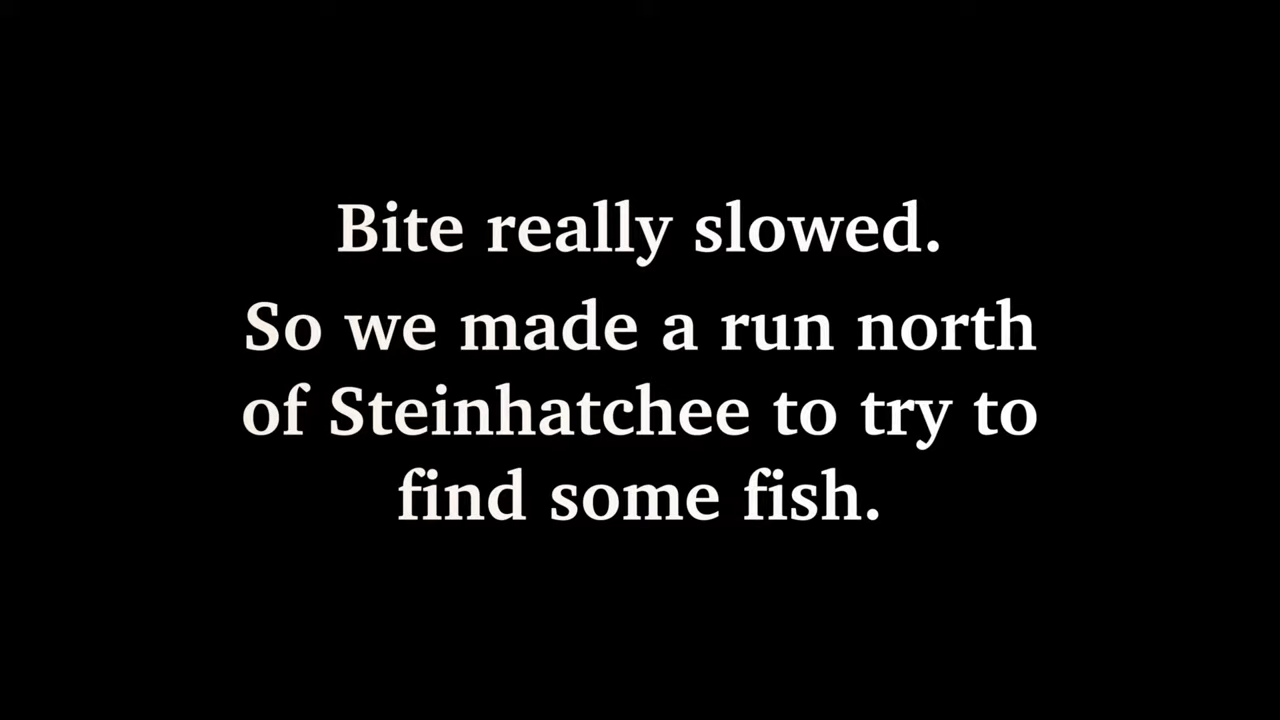 Bite really slowed.
So we made a run north
of Steinhatchee to try to
find some fish.